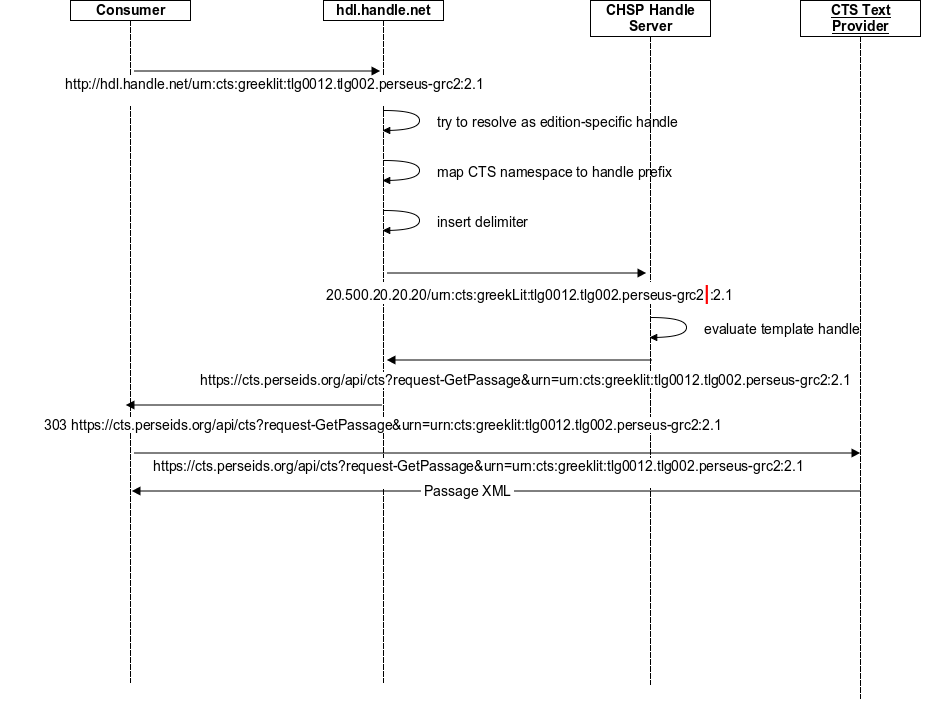 Consumer
hdl.handle.net
CHSP Handle
Server
CTS Text
Provider
http://hdl.handle.net/urn:cts:greeklit:tlg0012.tlg002.perseus-grc2:2.1
try to resolve as edition-specific handle
map CTS namespace to handle prefix
insert delimiter
20.500.20.20.20/urn:cts:greekLit:tlg0012.tlg002.perseus-grc2|:2.1
evaluate template handle
https://cts.perseids.org/api/cts?request-GetPassage&urn=urn:cts:greeklit:tlg0012.tlg002.perseus-grc2:2.1
303 https://cts.perseids.org/api/cts?request-GetPassage&urn=urn:cts:greeklit:tlg0012.tlg002.perseus-grc2:2.1
https://cts.perseids.org/api/cts?request-GetPassage&urn=urn:cts:greeklit:tlg0012.tlg002.perseus-grc2:2.1
Passage XML